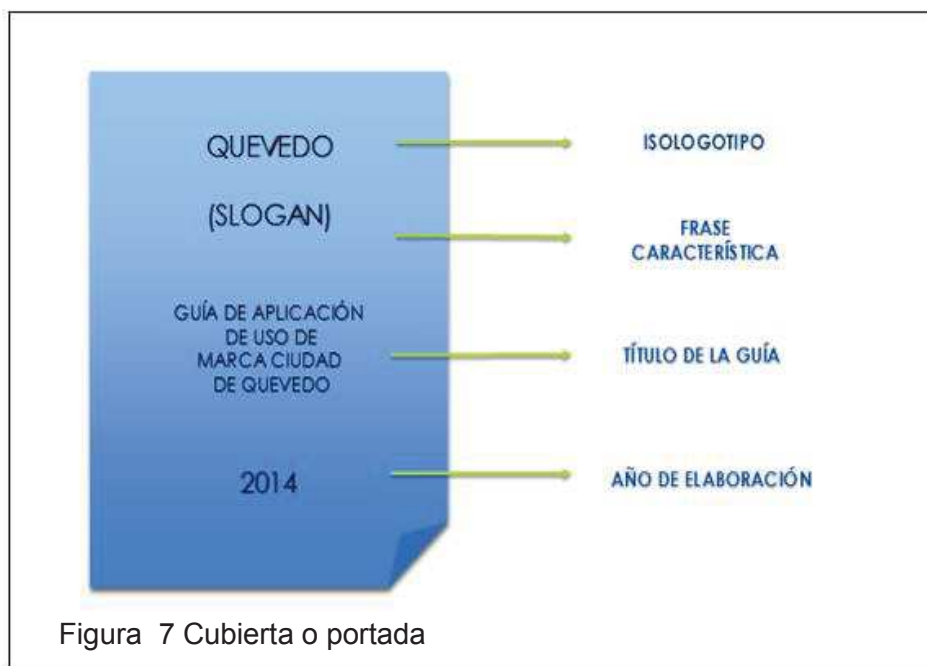 QUEVEDO
ISOLOGOTIPO
(SLOGAN)
FRASE
CARACTERÍSTICA
GUÍA DE APLICACIÓN
DE USO DE
MARCA CIUDAD
DE QUEVEDO
TÍTULO DE LA GUÍA
2014
AÑO DE ELABORACIÓN
Figura 7 Cubierta o portada